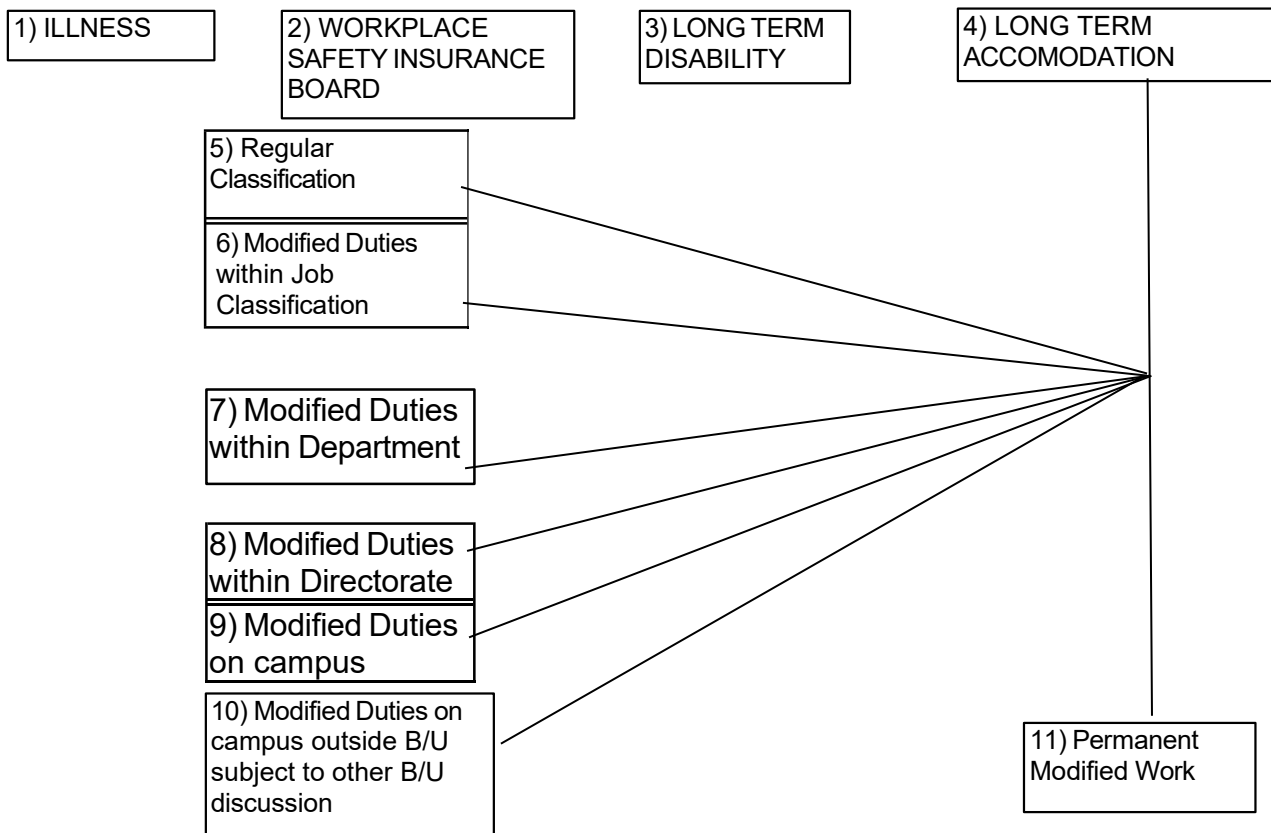 1) ILLNESS
2) WORKPLACE
SAFETY INSURANCE
BOARD
3) LONG TERM
DISABILITY
4) LONG TERM
ACCOMODATION
5) Regular
Classification
6) Modified Duties
within Job
Classification
7) Modified Duties
within Department
8) Modified Duties
within Directorate
9) Modified Duties
on campus
10) Modified Duties on
campus outside B/U
subject to other B/U
discussion
11) Permanent
Modified Work